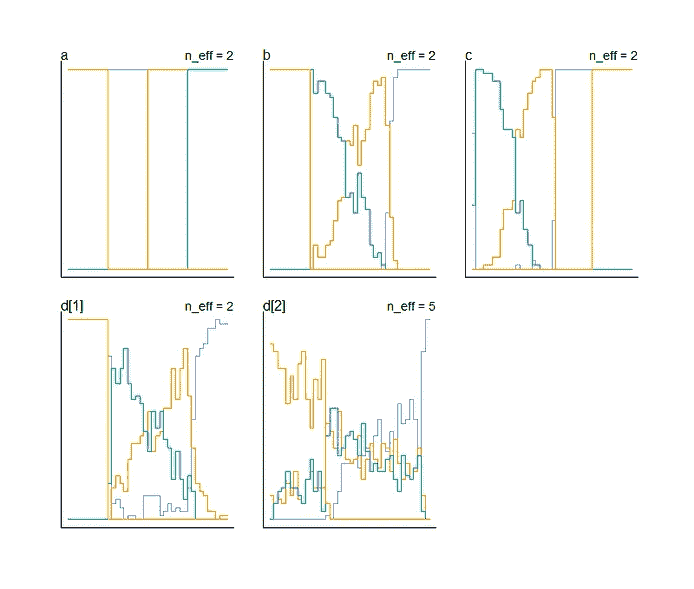 a n_eff = 2
b n_eff = 2
c n_eff = 2
d[1] n_eff = 2
d[2] n_eff = 5